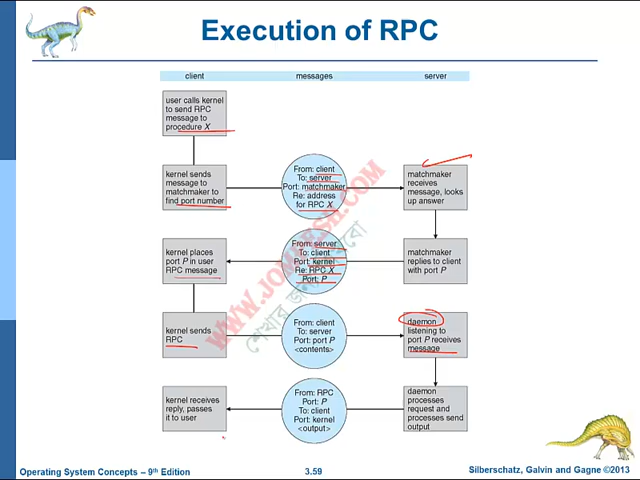 Execution of RPC
client messages server
user calls kernel
to send RPC
message to
procedure X
kernel sends
message to
matchmaker to
find port number
From: client
To: server
Port: matchmaker
Re: address
for RPC X
matchmaker
receives
message, looks
up answer
kernel places
port P in user
RPC message
From: server
To: client
Port: kernel
Re: RPC X
Port: P
matchmaker
replies to client
with port P
kernel sends
RPC
From: client
To: server
Port: port P
<contents>
daemon
listening to
port P receives
message
kernel receives
reply, passes
it to user
From: RPC
Port: P
To: client
Port: kernel
<output>
daemon
processes
request and
processes send
output
Operating System Concepts – 9th Edition
3.59
Silberschatz, Galvin and Gagne ©2013